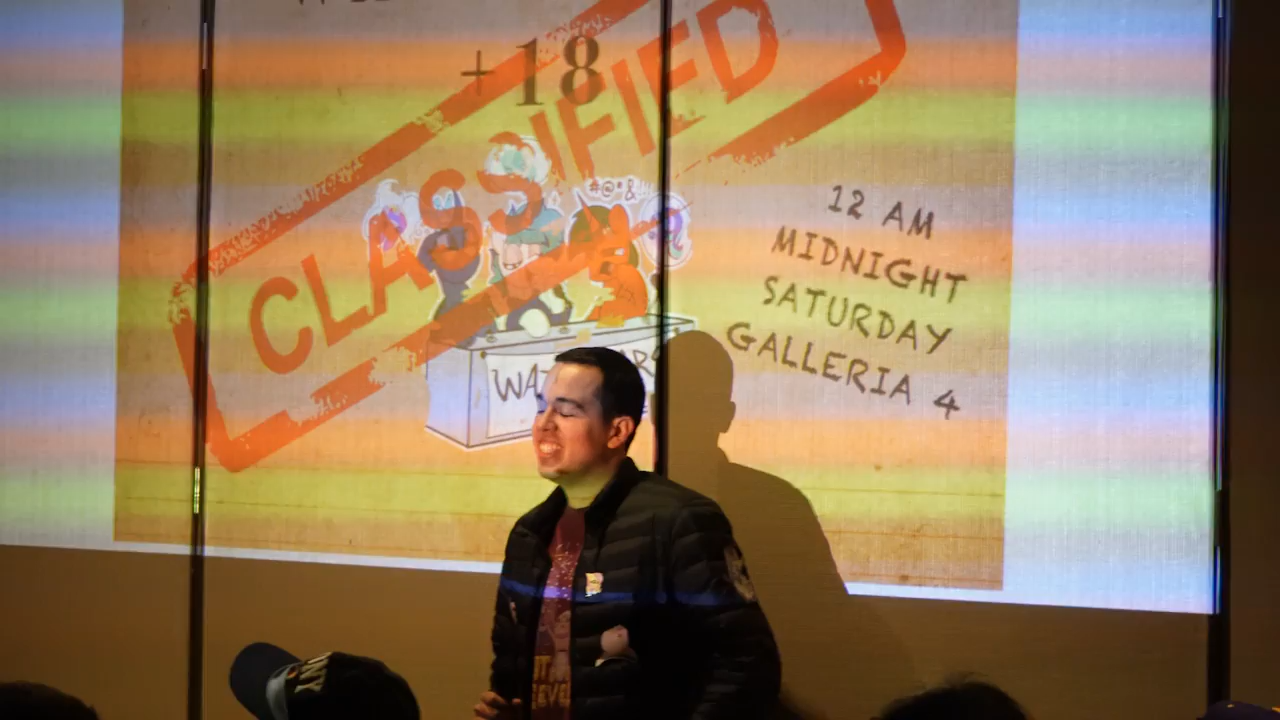 +18
CLASSIFIED
#@*&!!!
12 AM
MIDNIGHT
SATURDAY
GALLERIA 4